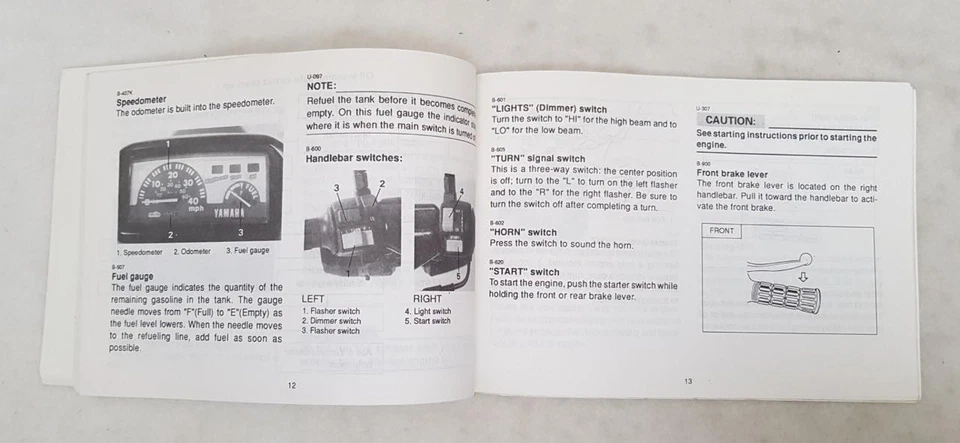 B-407K
Speedometer
The odometer is built into the speedometer.
10
20
30
40
mph
YAMAHA
1
2
3
1. Speedometer 2. Odometer 3. Fuel gauge
B-507
Fuel gauge
The fuel gauge indicates the quantity of the
remaining gasoline in the tank. The gauge
needle moves from "F"(Full) to "E"(Empty) as
the fuel level lowers. When the needle moves
to the refueling line, add fuel as soon as
possible.
U-097
NOTE:
Refuel the tank before it becomes
empty. On this fuel gauge the indicator
where it is when the main switch is turned
B-600
Handlebar switches:
3
2
1
4
5
LEFT
1. Flasher switch
2. Dimmer switch
3. Flasher switch
RIGHT
4. Light switch
5. Start switch
12
B-601
"LIGHTS" (Dimmer) switch
Turn the switch to "HI" for the high beam and to
"LO" for the low beam.
B-605
"TURN" signal switch
This is a three-way switch: the center position
is off; turn to the "L" to turn on the left flasher
and to the "R" for the right flasher. Be sure to
turn the switch off after completing a turn.
B-602
"HORN" switch
Press the switch to sound the horn.
B-620
"START" switch
To start the engine, push the starter switch while
holding the front or rear brake lever.
U-307
CAUTION:
See starting instructions prior to starting the
engine.
B-900
Front brake lever
The front brake lever is located on the right
handlebar. Pull it toward the handlebar to acti-
vate the front brake.
FRONT
13